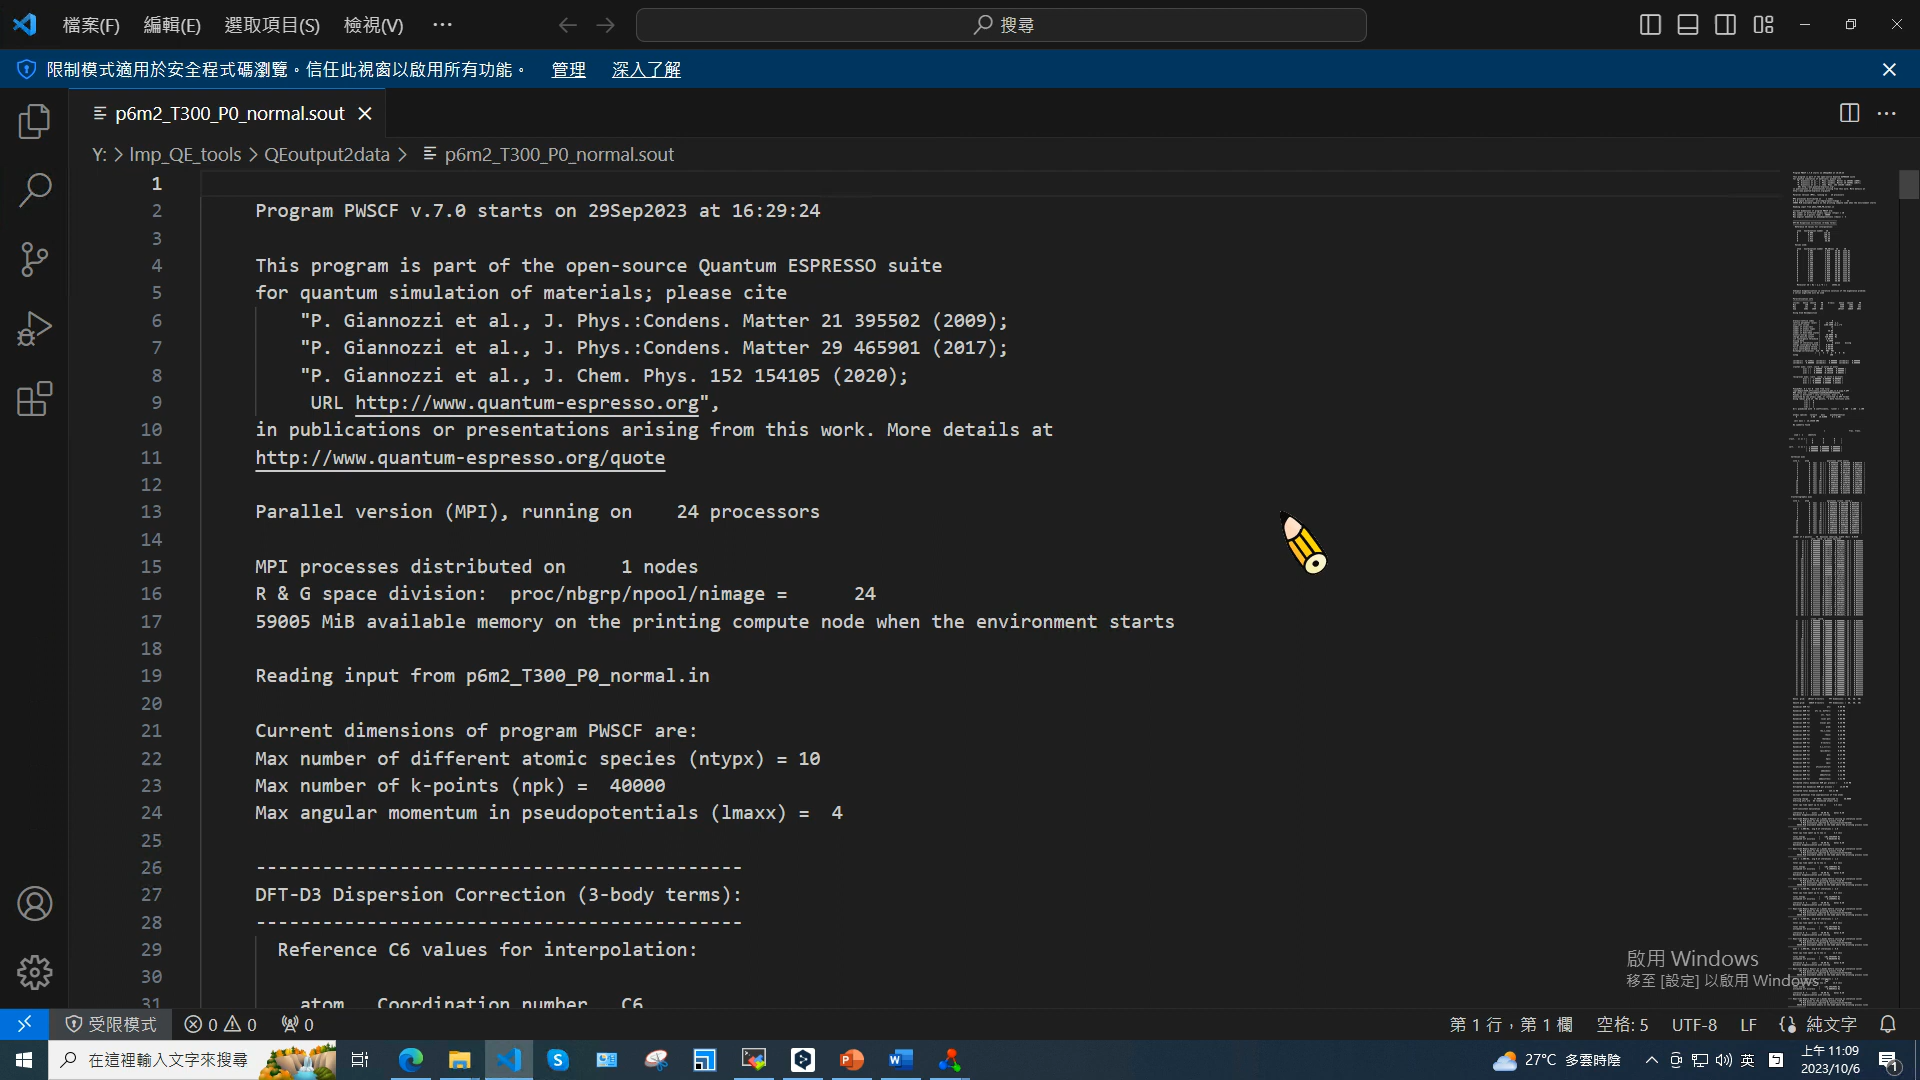 檔案(F) 編輯(E) 選取項目(S) 檢視(V) ··· 搜尋
限制模式適用於安全程式碼瀏覽。信任此視窗以啟用所有功能。 管理 深入了解
p6m2_T300_P0_normal.sout
Y: > lmp_QE_tools > QEoutput2data > p6m2_T300_P0_normal.sout
1
2 Program PWSCF v.7.0 starts on 29Sep2023 at 16:29:24
3
4 This program is part of the open-source Quantum ESPRESSO suite
5 for quantum simulation of materials; please cite
6 "P. Giannozzi et al., J. Phys.:Condens. Matter 21 395502 (2009);
7 "P. Giannozzi et al., J. Phys.:Condens. Matter 29 465901 (2017);
8 "P. Giannozzi et al., J. Chem. Phys. 152 154105 (2020);
9 URL http://www.quantum-espresso.org",
10 in publications or presentations arising from this work. More details at
11 http://www.quantum-espresso.org/quote
12
13 Parallel version (MPI), running on 24 processors
14
15 MPI processes distributed on 1 nodes
16 R & G space division: proc/nbgrp/npool/nimage = 24
17 59005 MiB available memory on the printing compute node when the environment starts
18
19 Reading input from p6m2_T300_P0_normal.in
20
21 Current dimensions of program PWSCF are:
22 Max number of different atomic species (ntypx) = 10
23 Max number of k-points (npk) = 40000
24 Max angular momentum in pseudopotentials (lmaxx) = 4
25
26 --------------------------------------------
27 DFT-D3 Dispersion Correction (3-body terms):
28 --------------------------------------------
29 Reference C6 values for interpolation:
30
31 atom Coordination number C6
啟用 Windows
移至 [設定] 以啟用 Windows。
受限模式 0 0 0 第 1 行，第 1 欄 空格: 5 UTF-8 LF {} 純文字
在這裡輸入文字來搜尋 27°C 多雲時陰 英 上午 11:09
2023/10/6 1